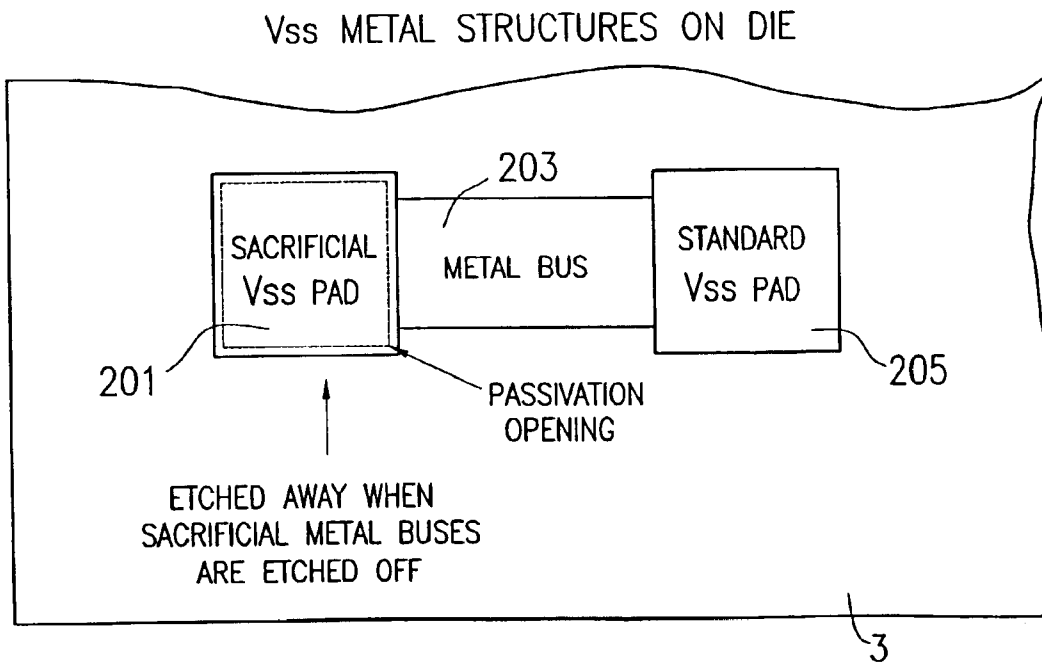 Vss METAL STRUCTURES ON DIE
203
SACRIFICIAL
Vss PAD
METAL BUS
STANDARD
Vss PAD
201
205
PASSIVATION
OPENING
ETCHED AWAY WHEN
SACRIFICIAL METAL BUSES
ARE ETCHED OFF
3